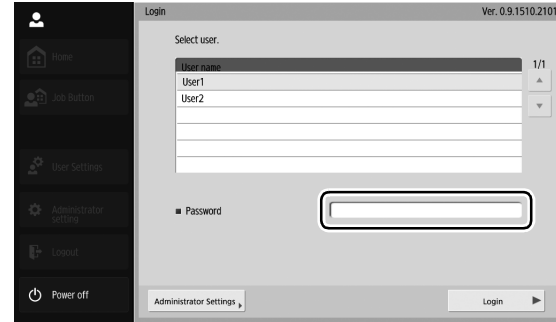 Login
Ver. 0.9.1510.2101
Home
Job Button
User Settings
Administrator
setting
Logout
Power off
Select user.
User name
1/1
User1
User2
Password
Administrator Settings
Login